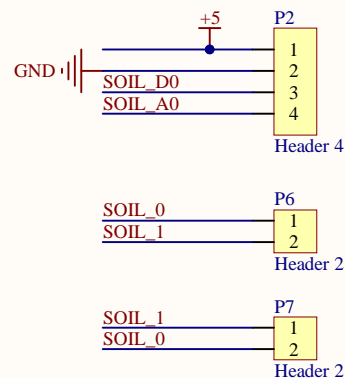 +5
P2
1
GND
2
SOIL_D0
3
SOIL_A0
4
Header 4
P6
SOIL_0
1
SOIL_1
2
Header 2
P7
SOIL_1
1
SOIL_0
2
Header 2